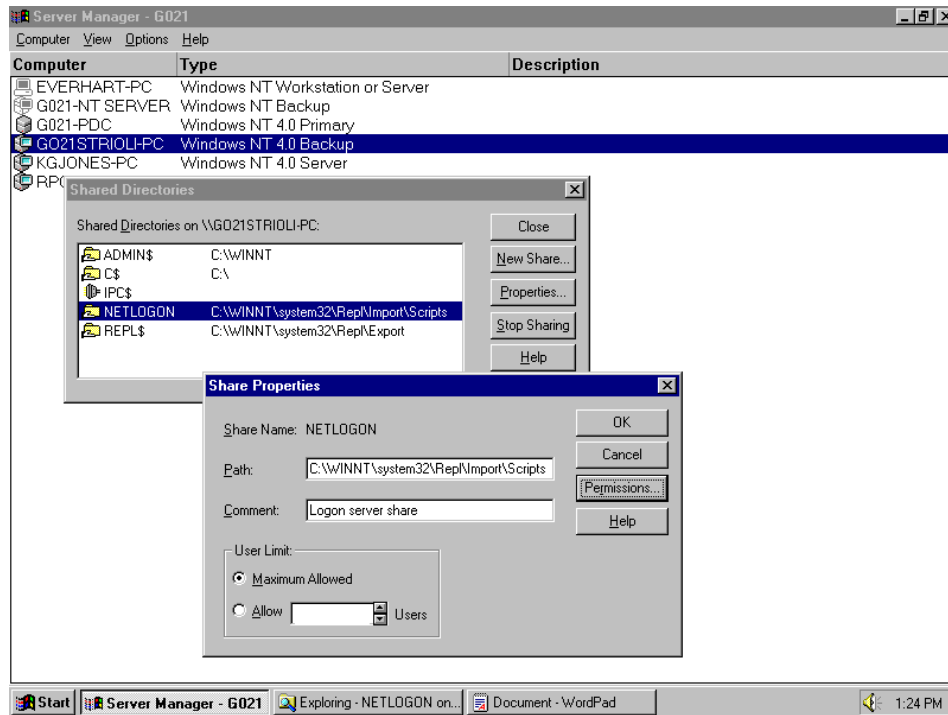 Server Manager - G021
Computer View Options Help
Computer Type Description
EVERHART-PC Windows NT Workstation or Server
G021-NT SERVER Windows NT Backup
G021-PDC Windows NT 4.0 Primary
GO21STRIOLI-PC Windows NT 4.0 Backup
KGJONES-PC Windows NT 4.0 Server
Shared Directories
Shared Directories on \\GO21STRIOLI-PC:
Close
ADMIN$ C:\WINNT
New Share...
C$ C:\
IPC$
Properties...
NETLOGON C:\WINNT\system32\Repl\Import\Scripts
REPL$ C:\WINNT\system32\Repl\Export
Stop Sharing
Help
Share Properties
Share Name: NETLOGON
OK
Cancel
Path: C:\WINNT\system32\Repl\Import\Scripts
Permissions...
Comment: Logon server share
Help
User Limit:
Maximum Allowed
Allow Users
Start Server Manager - G021 Exploring - NETLOGON on... Document - WordPad 1:24 PM